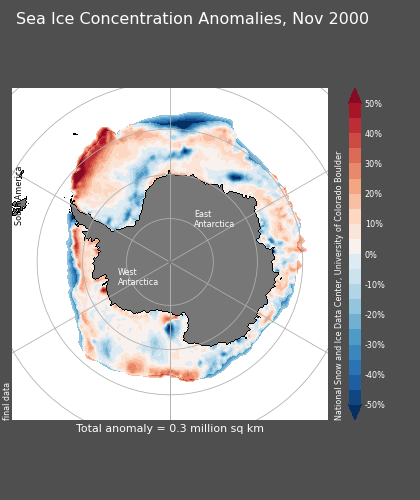 Sea Ice Concentration Anomalies, Nov 2000
South America
East
Antarctica
West
Antarctica
50%
40%
30%
20%
10%
0%
-10%
-20%
-30%
-40%
-50%
National Snow and Ice Data Center, University of Colorado Boulder
final data
Total anomaly = 0.3 million sq km